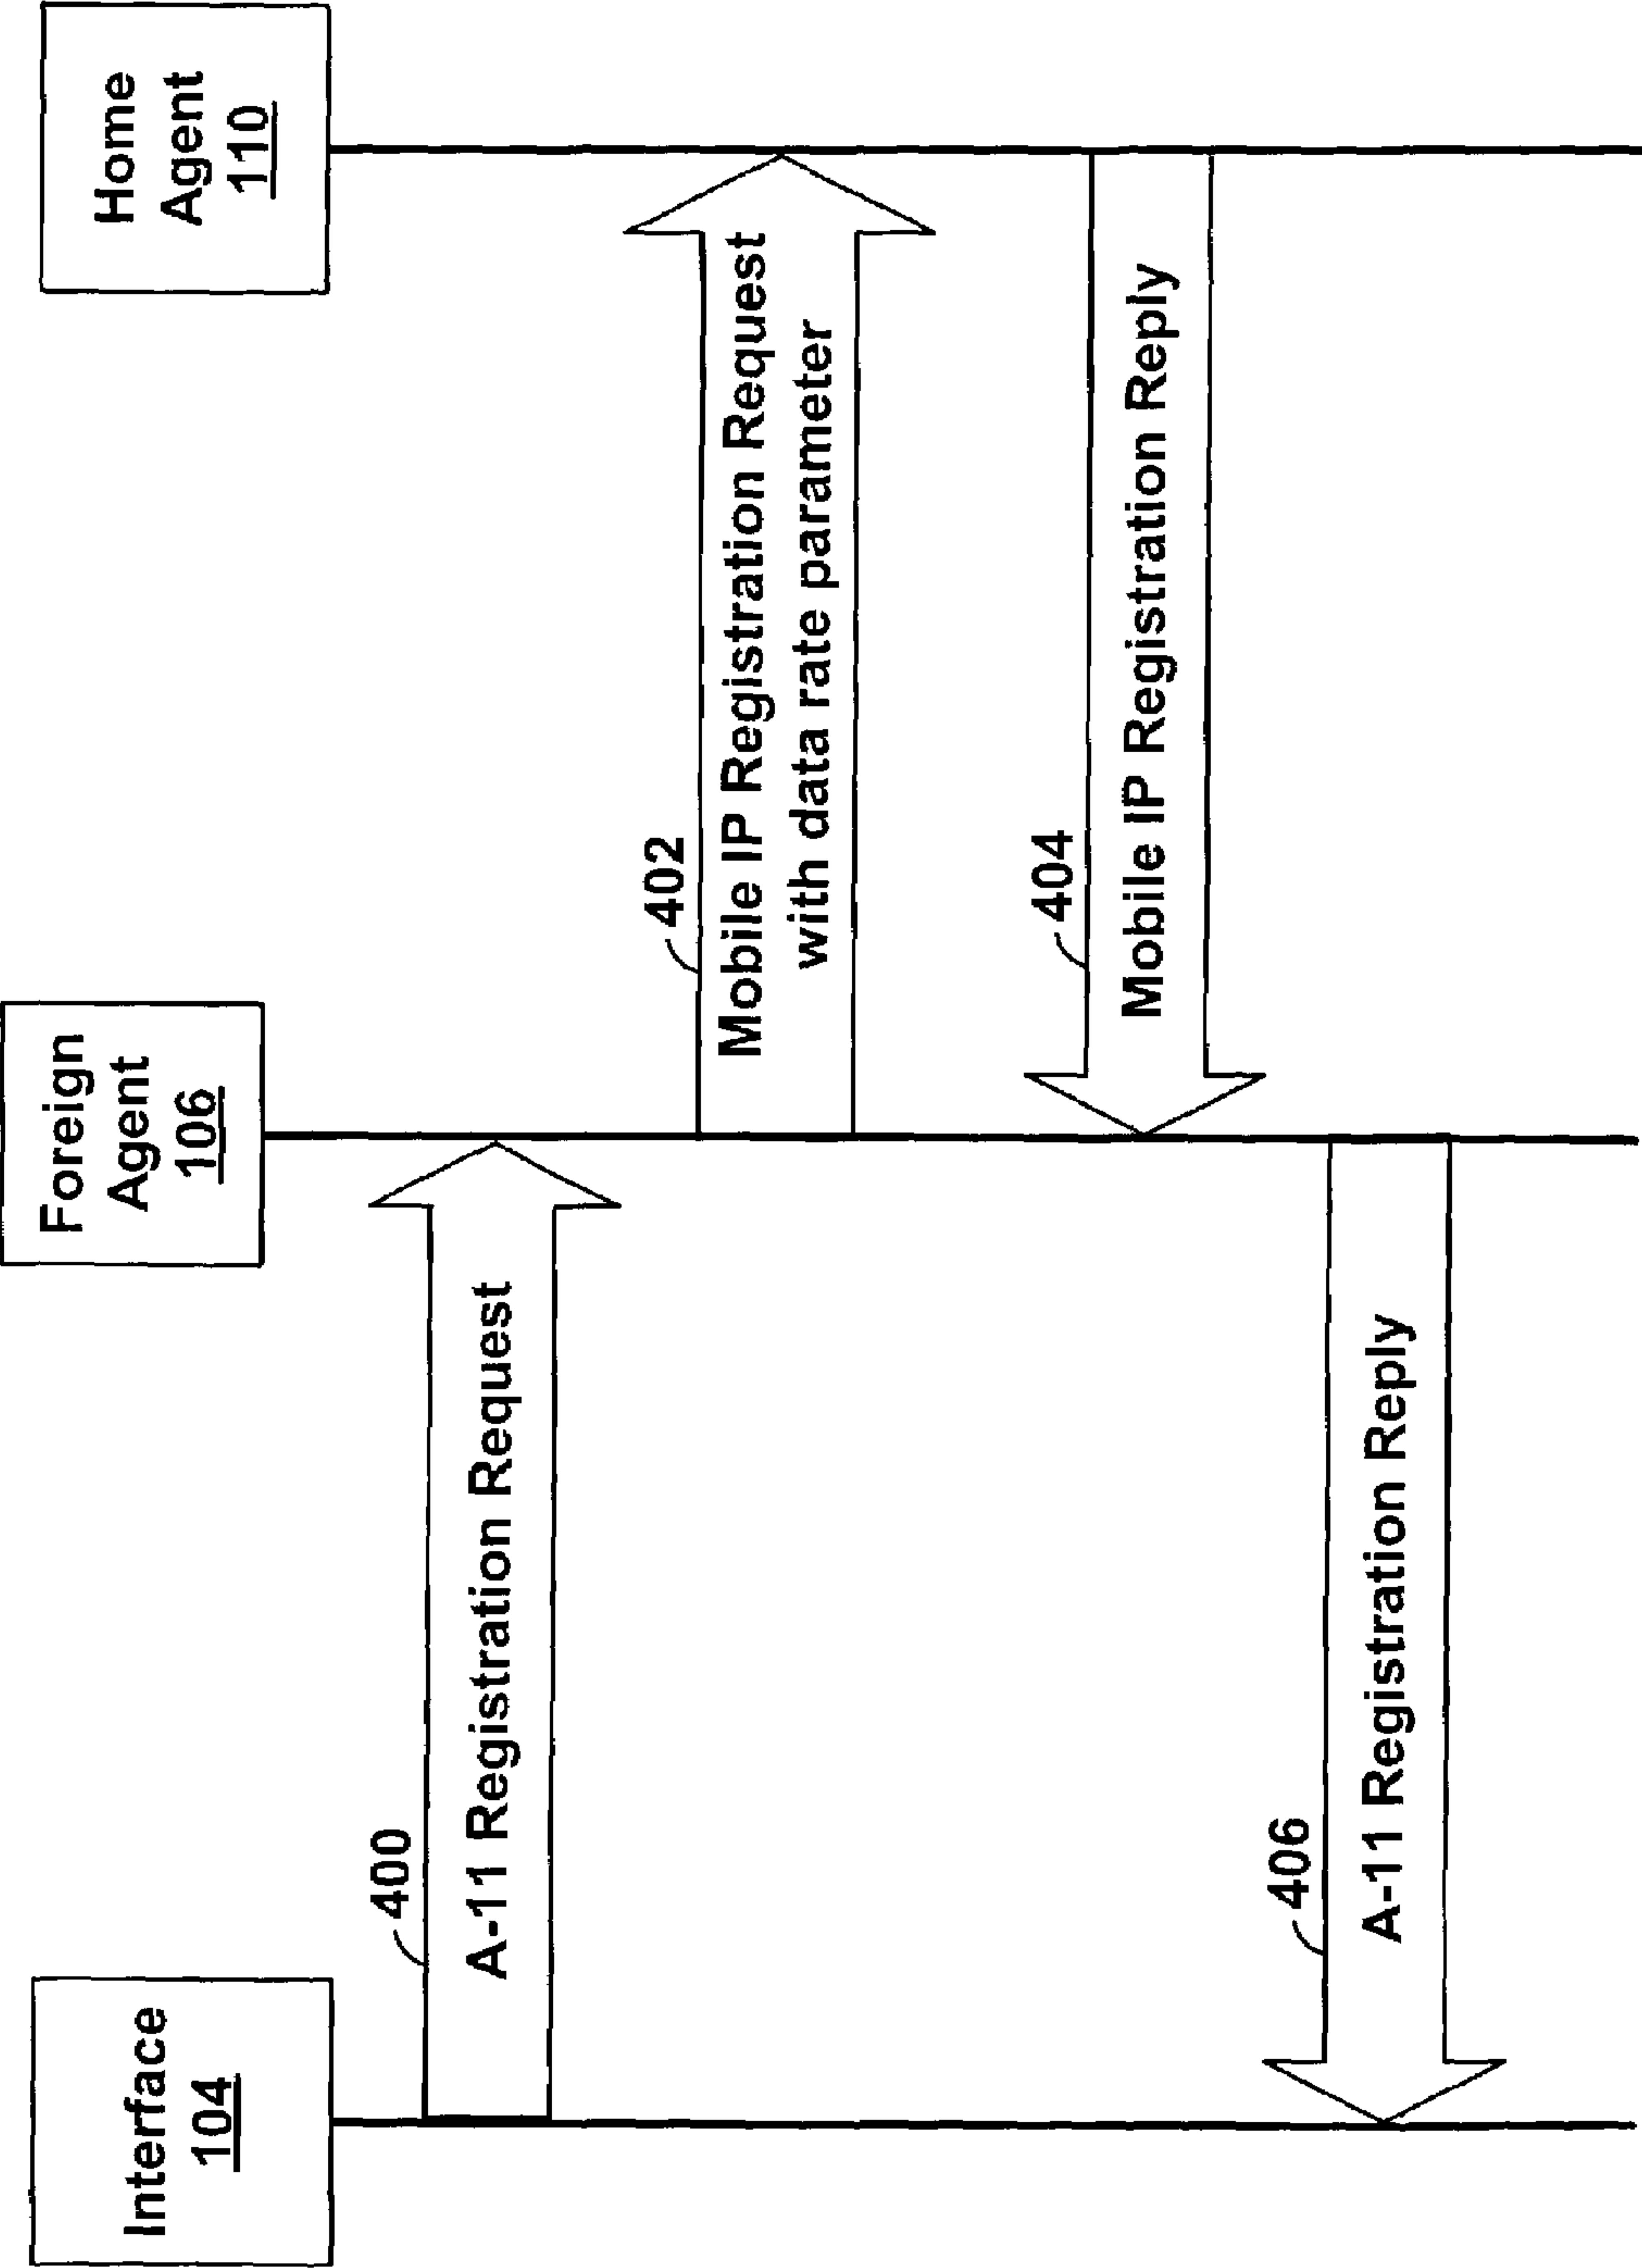 Interface
104
Foreign
Agent
106
Home
Agent
110
400
A-11 Registration Request
402
Mobile IP Registration Request
with data rate parameter
404
Mobile IP Registration Reply
406
A-11 Registration Reply